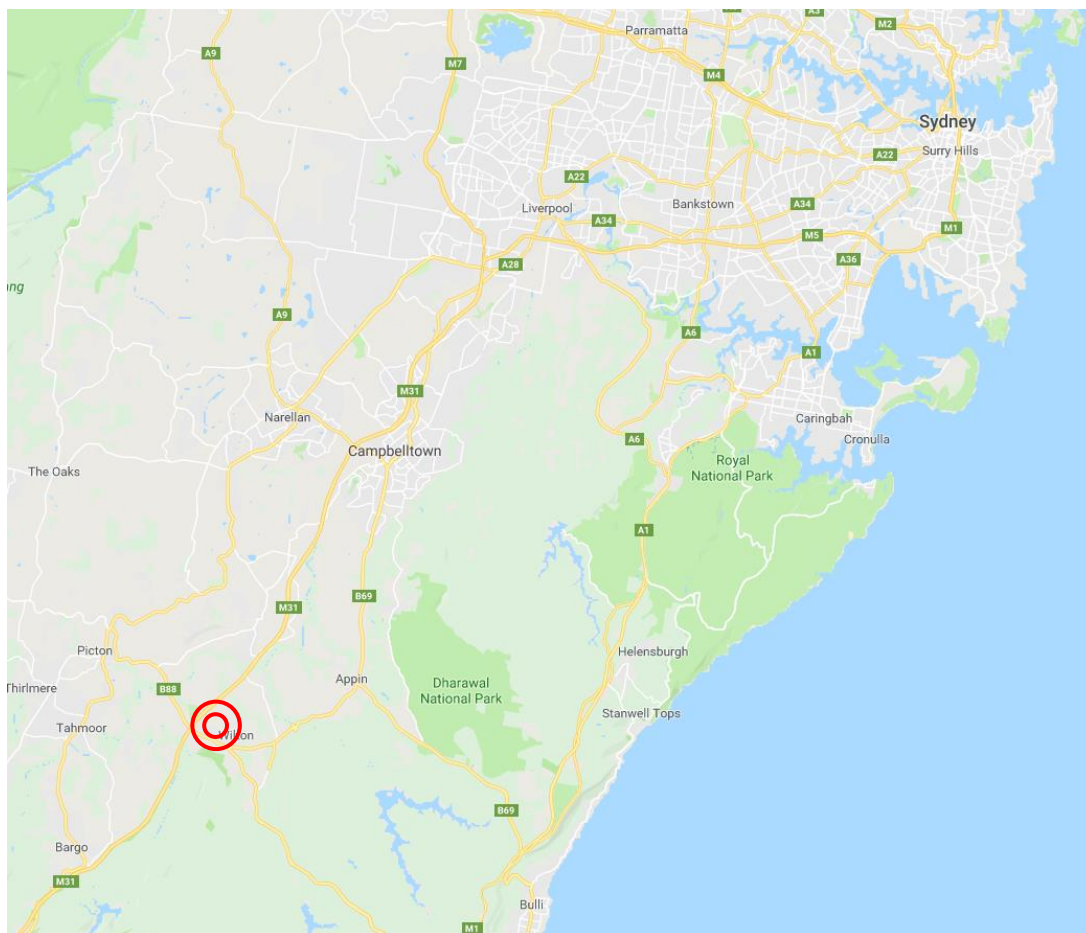 A3
M2
Parramatta
A9
M7
M4
Sydney
Surry Hills
A22
A22
Liverpool
Bankstown
A34
A34
M1
M5
A36
A28
ng
A9
A6
A1
M31
Narellan
Caringbah
Cronulla
A6
Campbelltown
The Oaks
Royal
National Park
A1
B69
M31
Picton
Helensburgh
Appin
Thirlmere
B88
Dharawal
National Park
Stanwell Tops
Tahmoor
Wilton
B69
Bargo
M31
Bulli
M1